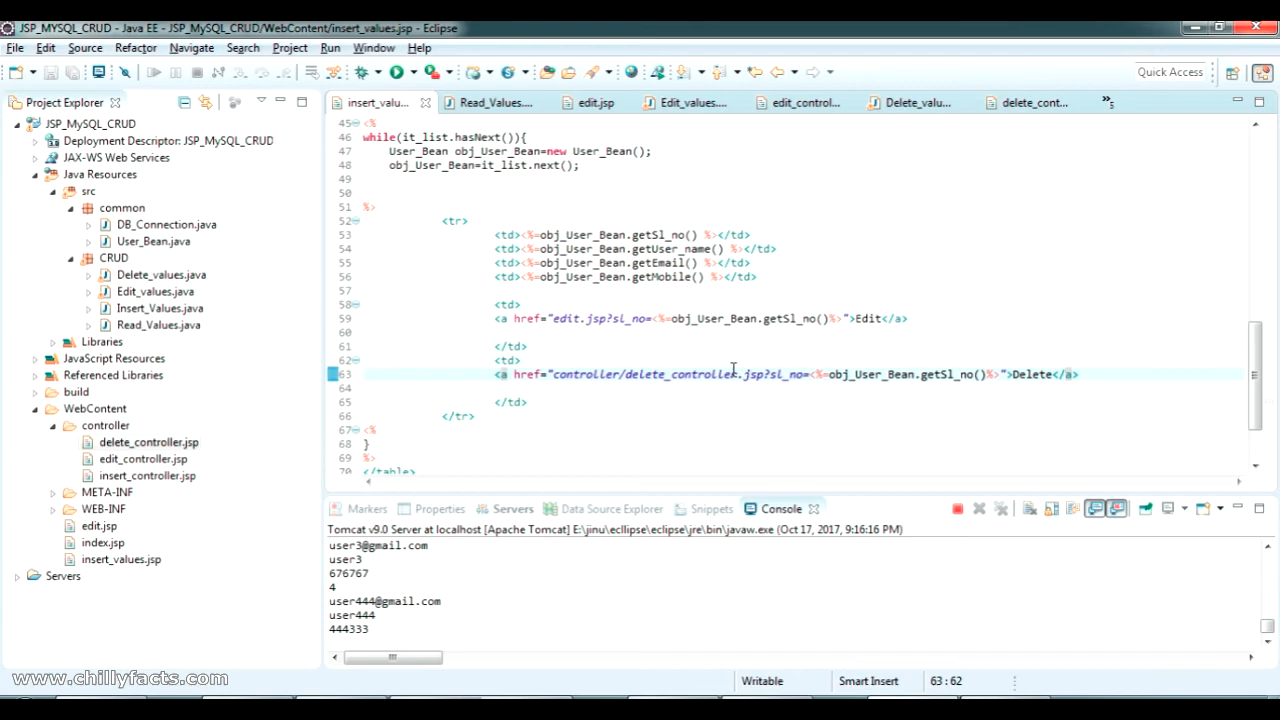 JSP_MySQL_CRUD - Java EE - JSP_MySQL_CRUD/WebContent/insert_values.jsp - Eclipse
File Edit Source Refactor Navigate Search Project Run Window Help
Quick Access
Project Explorer
JSP_MySQL_CRUD
Deployment Descriptor: JSP_MySQL_CRUD
JAX-WS Web Services
Java Resources
src
common
DB_Connection.java
User_Bean.java
CRUD
Delete_values.java
Edit_values.java
Insert_Values.java
Read_Values.java
Libraries
JavaScript Resources
Referenced Libraries
build
WebContent
controller
delete_controller.jsp
edit_controller.jsp
insert_controller.jsp
META-INF
WEB-INF
edit.jsp
index.jsp
insert_values.jsp
Servers
insert_valu... Read_Values.... edit.jsp Edit_values.... edit_control... Delete_valu... delete_cont... »5
45 <%
46 while(it_list.hasNext()){
47 User_Bean obj_User_Bean=new User_Bean();
48 obj_User_Bean=it_list.next();
49
50
51 %>
52 <tr>
53 <td><%=obj_User_Bean.getSl_no() %></td>
54 <td><%=obj_User_Bean.getUser_name() %></td>
55 <td><%=obj_User_Bean.getEmail() %></td>
56 <td><%=obj_User_Bean.getMobile() %></td>
57
58 <td>
59 <a href="edit.jsp?sl_no=<%=obj_User_Bean.getSl_no()%>">Edit</a>
60
61 </td>
62 <td>
63 <a href="controller/delete_controller.jsp?sl_no=<%=obj_User_Bean.getSl_no()%>">Delete</a>
64
65 </td>
66 </tr>
67 <%
68 }
69 %>
70 </table>
Markers Properties Servers Data Source Explorer Snippets Console
Tomcat v9.0 Server at localhost [Apache Tomcat] E:\jinu\ecllipse\eclipse\jre\bin\javaw.exe (Oct 17, 2017, 9:16:16 PM)
user3@gmail.com
user3
676767
4
user444@gmail.com
user444
444333
Writable Smart Insert 63 : 62
www.chillyfacts.com